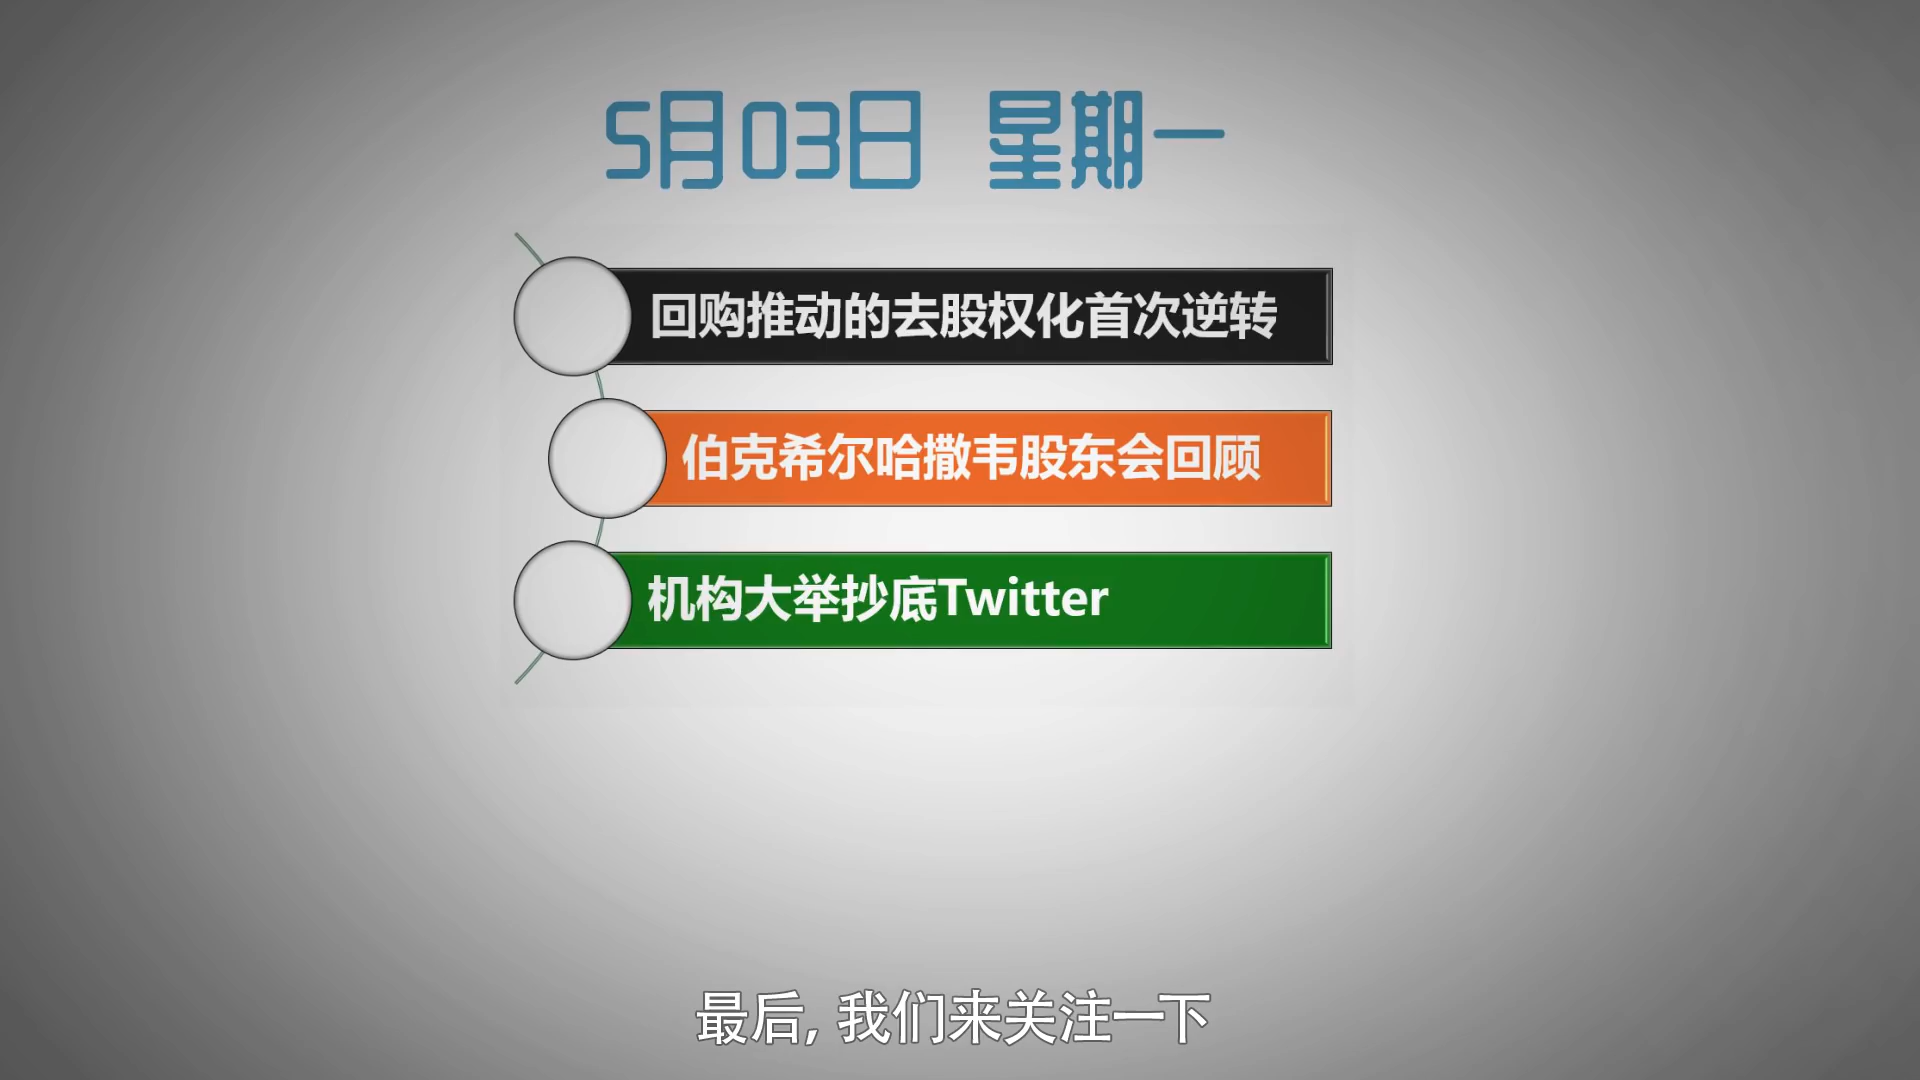 5月03日 星期一
回购推动的去股权化首次逆转
伯克希尔哈撒韦股东会回顾
机构大举抄底Twitter
最后, 我们来关注一下